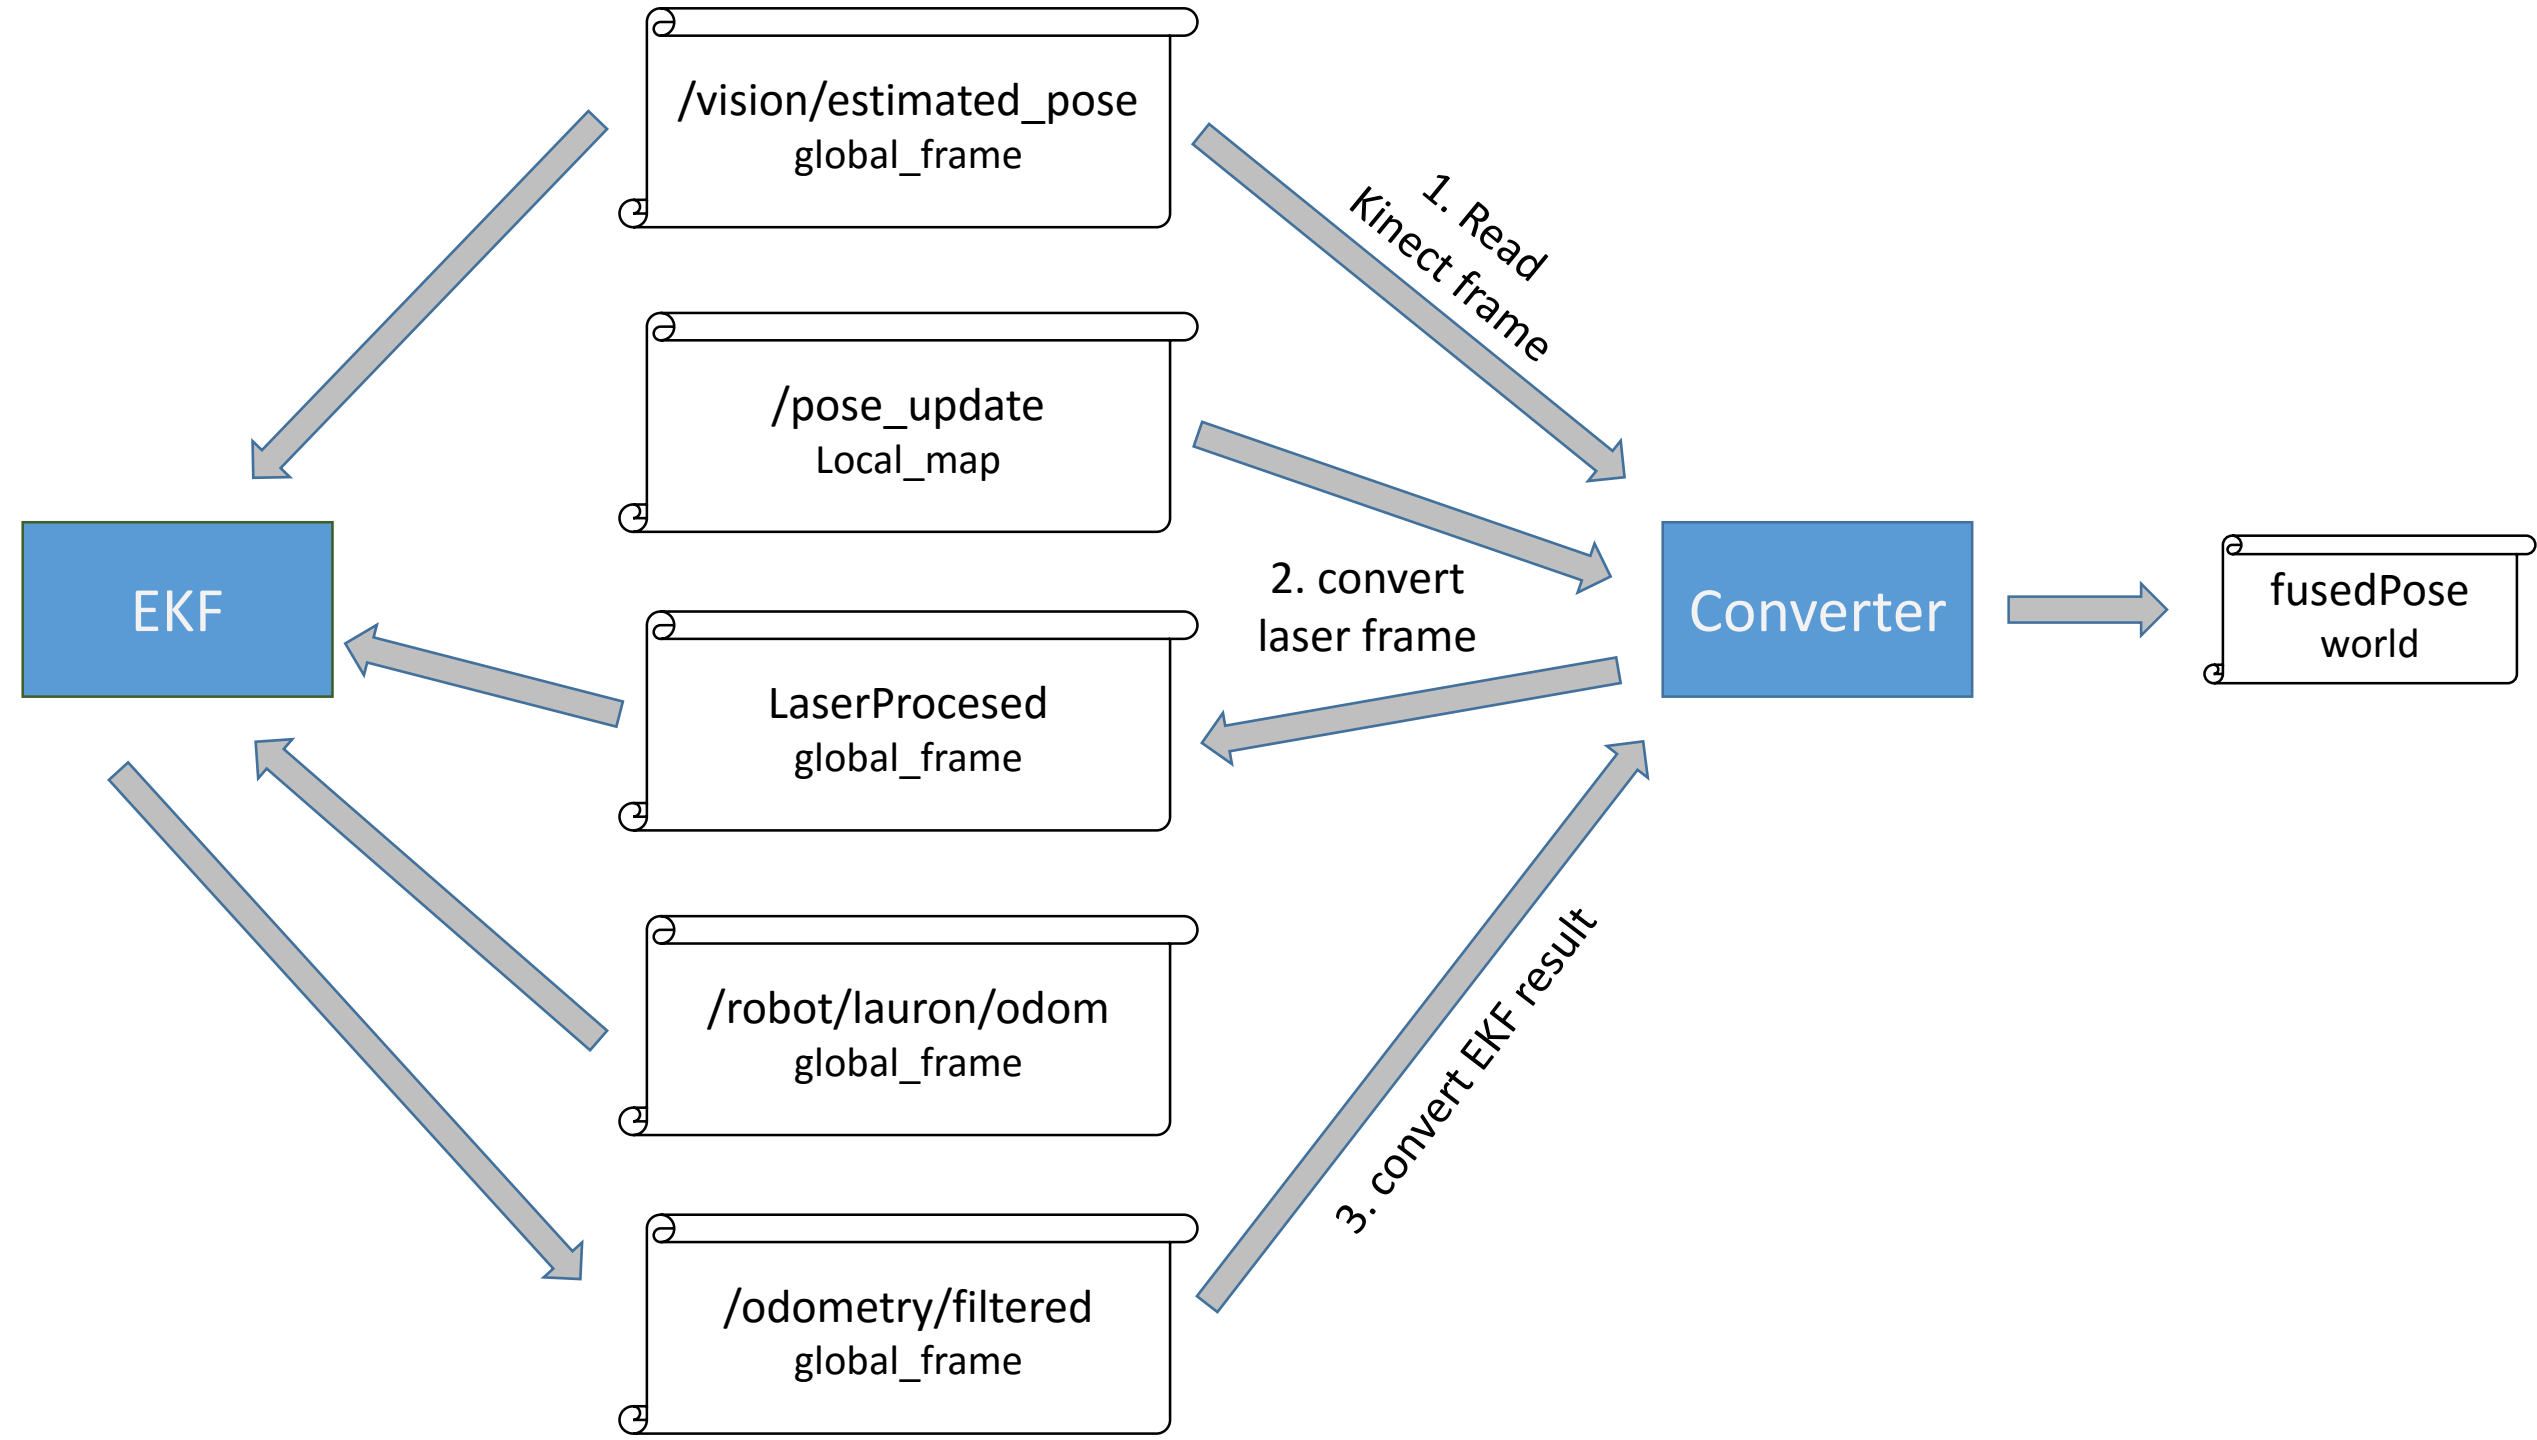 /vision/estimated_pose
global_frame
1. Read
Kinect frame
/pose_update
Local_map
EKF
2. convert
laser frame
Converter
fusedPose
world
LaserProcesed
global_frame
/robot/lauron/odom
global_frame
3. convert EKF result
/odometry/filtered
global_frame